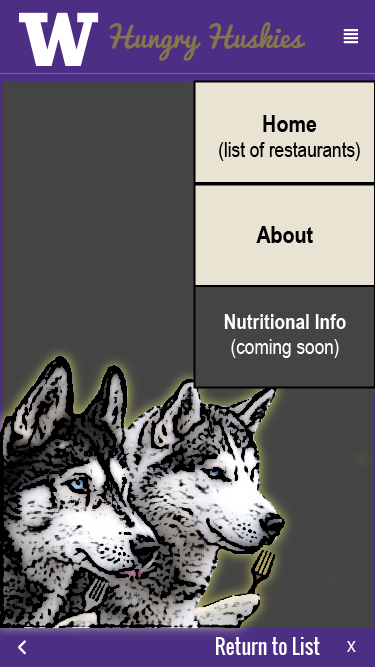 W Hungry Huskies
Home
(list of restaurants)
About
Nutritional Info
(coming soon)
Return to List X